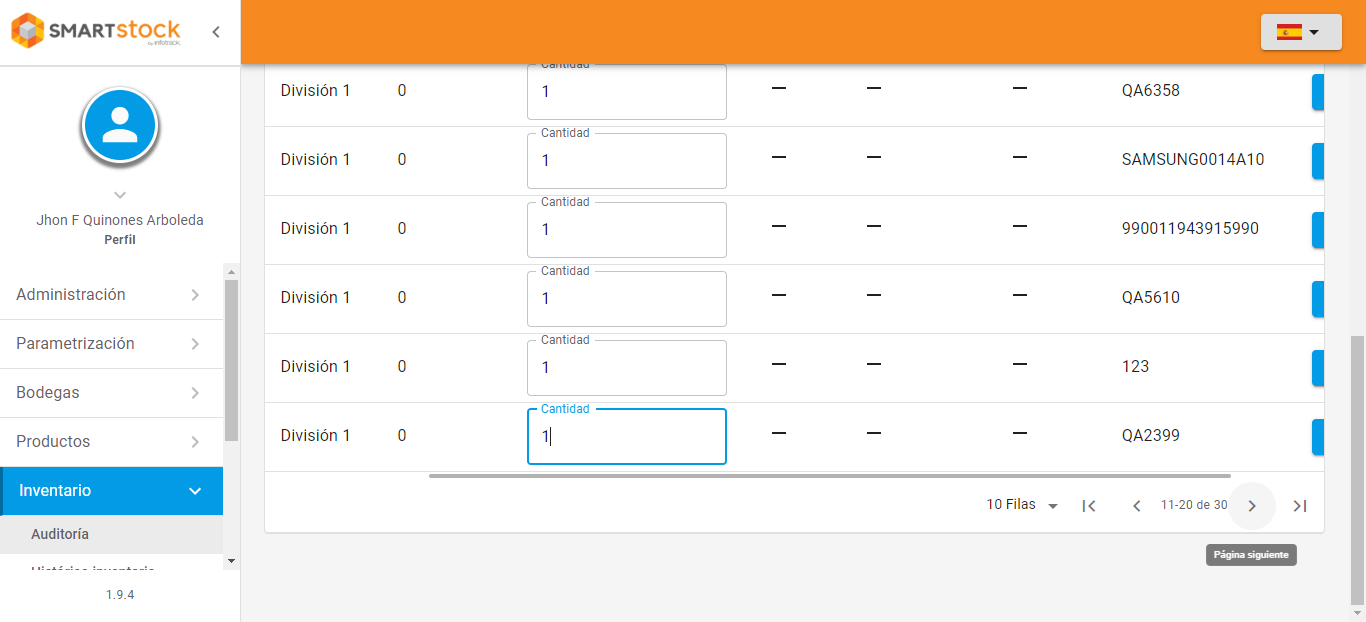 SMARTSTOCK
by infotrack.
Jhon F Quinones Arboleda
Perfil
Administración
Parametrización
Bodegas
Productos
Inventario
Auditoría
Histórico inventario
1.9.4
Cantidad
División 1 0 1 — — — QA6358
Cantidad
División 1 0 1 — — — SAMSUNG0014A10
Cantidad
División 1 0 1 — — — 990011943915990
Cantidad
División 1 0 1 — — — QA5610
Cantidad
División 1 0 1 — — — 123
Cantidad
División 1 0 1 — — — QA2399
10 Filas 11-20 de 30
Página siguiente